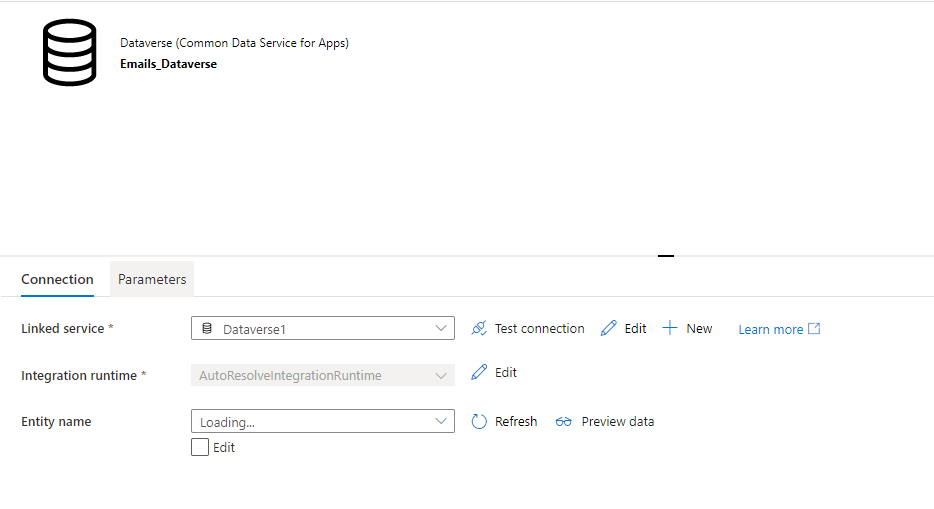 Dataverse (Common Data Service for Apps)
Emails_Dataverse
Connection Parameters
Linked service * Dataverse1 Test connection Edit New Learn more
Integration runtime * AutoResolveIntegrationRuntime Edit
Entity name Loading... Refresh Preview data
Edit